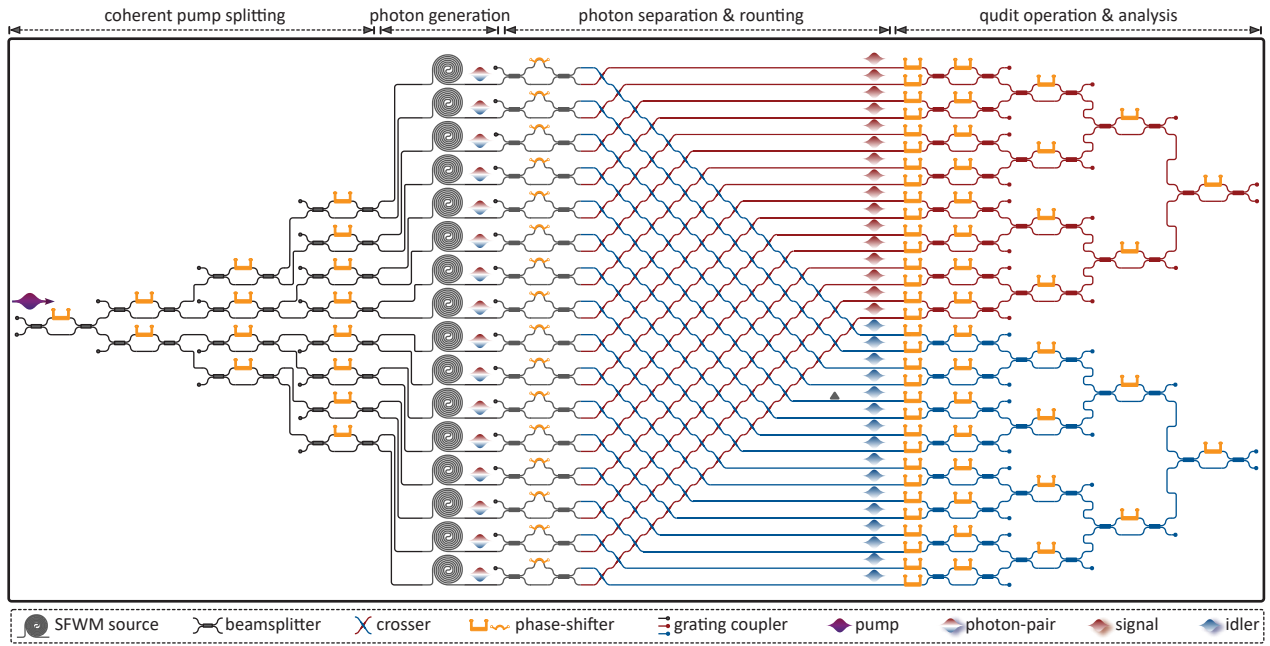 coherent pump splitting photon generation photon separation & rounting qudit operation & analysis
SFWM source beamsplitter crosser phase-shifter grating coupler pump photon-pair signal idler